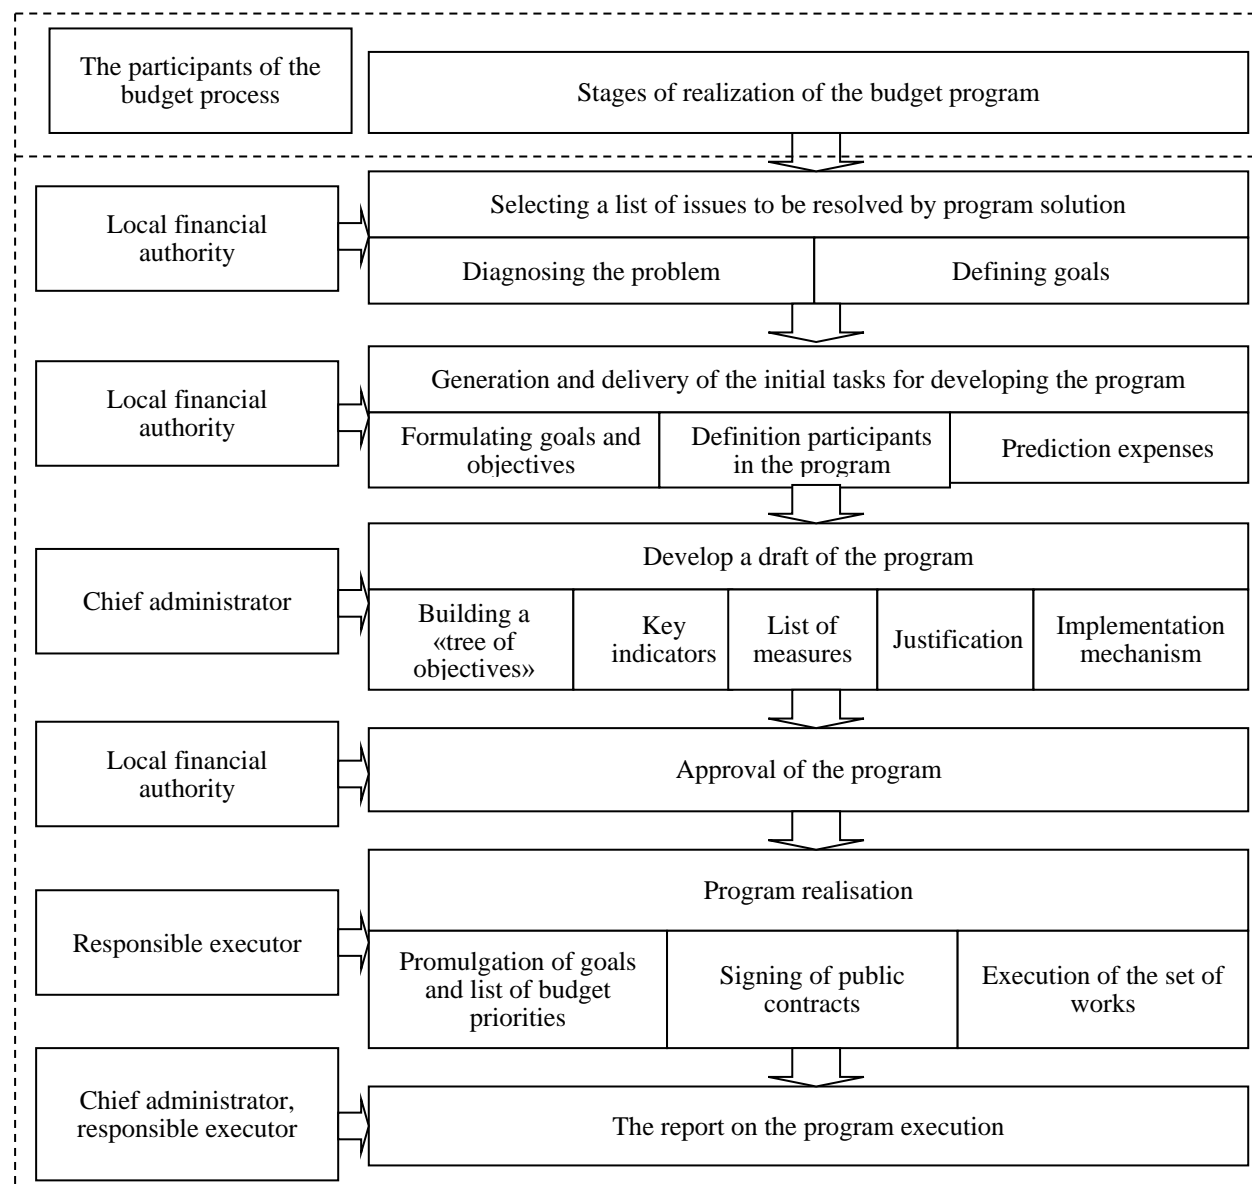 The participants of the
budget process
Stages of realization of the budget program
Local financial
authority
Selecting a list of issues to be resolved by program solution
Diagnosing the problem
Defining goals
Local financial
authority
Generation and delivery of the initial tasks for developing the program
Formulating goals and
objectives
Definition participants
in the program
Prediction expenses
Chief administrator
Develop a draft of the program
Building a
«tree of
objectives»
Key
indicators
List of
measures
Justification
Implementation
mechanism
Local financial
authority
Approval of the program
Responsible executor
Program realisation
Promulgation of goals
and list of budget
priorities
Signing of public
contracts
Execution of the set of
works
Chief administrator,
responsible executor
The report on the program execution